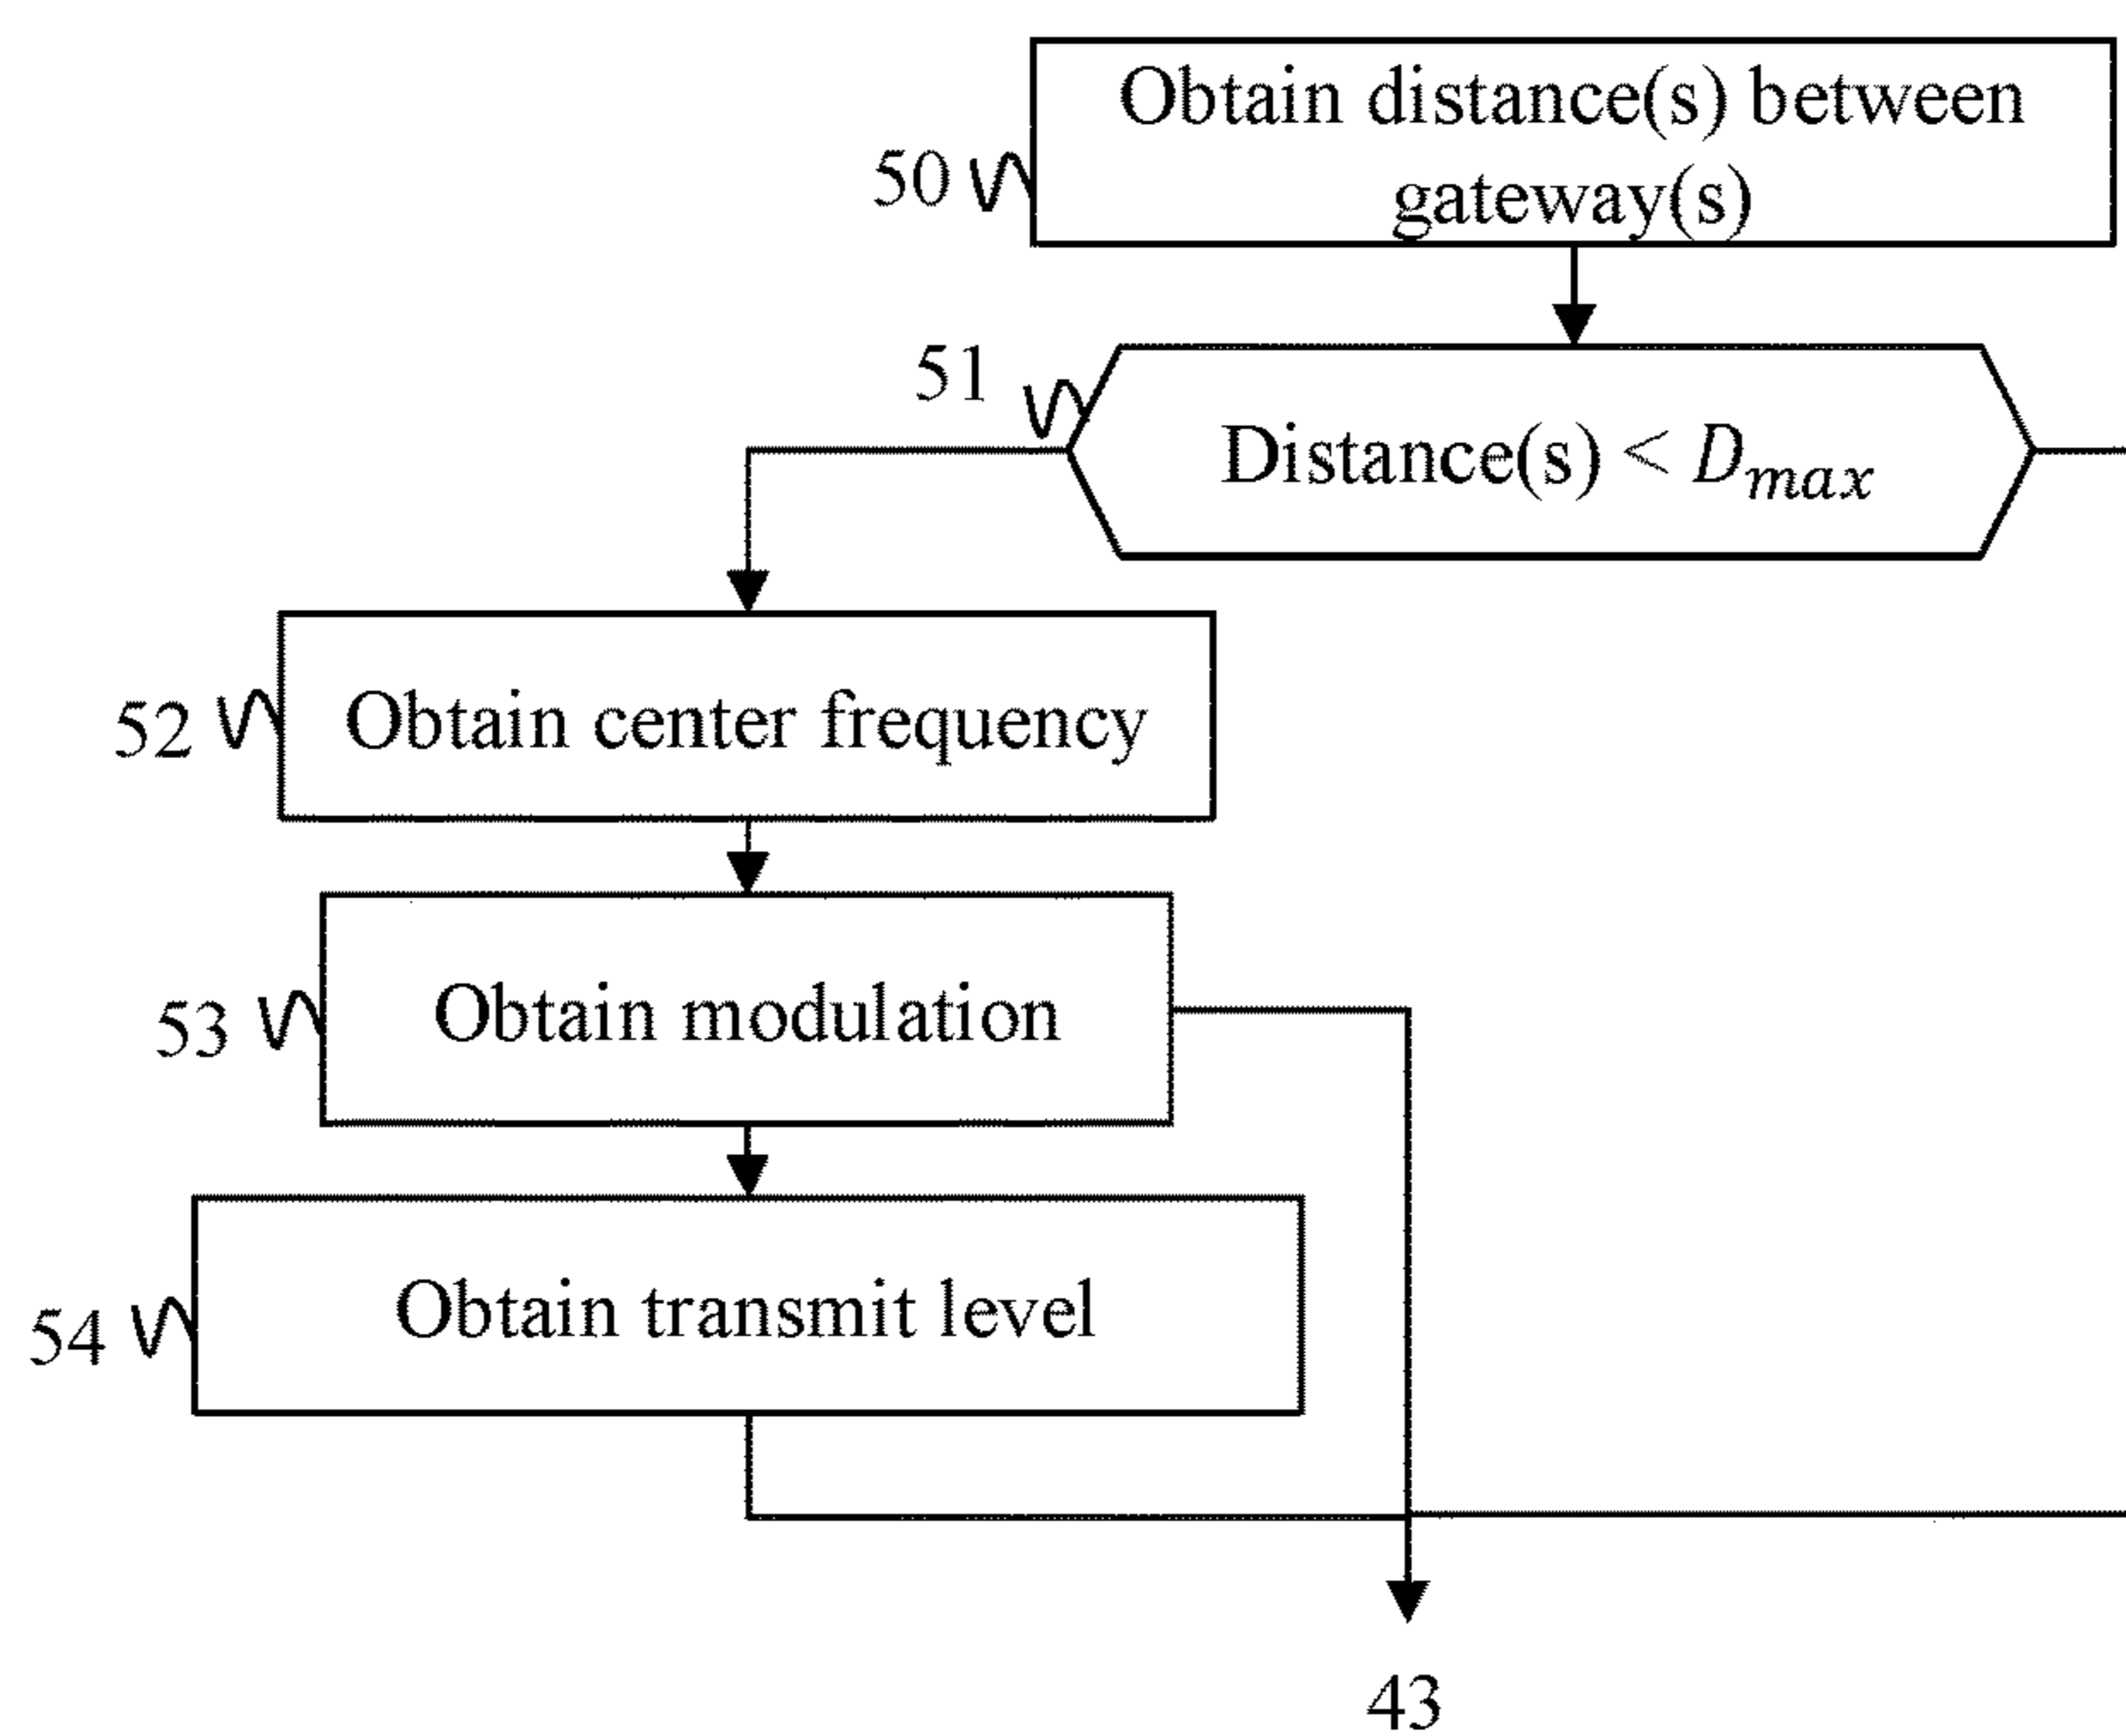 Obtain distance(s) between
gateway(s)
50
51
Distance(s) < D_max
52
Obtain center frequency
53
Obtain modulation
54
Obtain transmit level
43